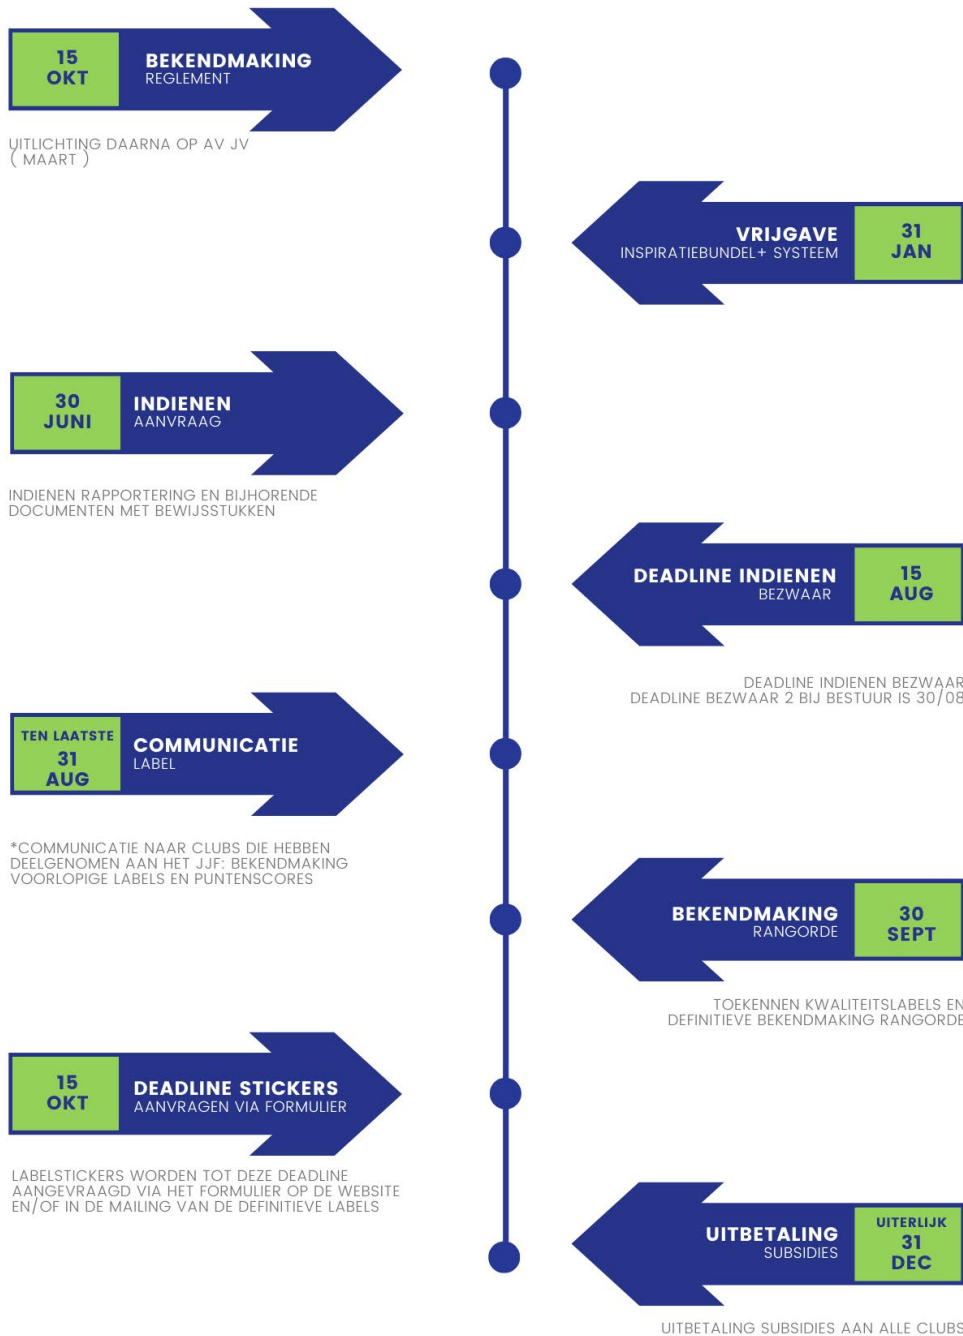 15
OKT
BEKENDMAKING
REGLEMENT
UITLICHTING DAARNA OP AV JV
( MAART )
VRIJGAVE
INSPIRATIEBUNDEL+ SYSTEEM
31
JAN
30
JUNI
INDIENEN
AANVRAAG
INDIENEN RAPPORTERING EN BIJHORENDE
DOCUMENTEN MET BEWIJSSTUKKEN
DEADLINE INDIENEN
BEZWAAR
15
AUG
DEADLINE INDIENEN BEZWAAR
DEADLINE BEZWAAR 2 BIJ BESTUUR IS 30/08
TEN LAATSTE
31
AUG
COMMUNICATIE
LABEL
*COMMUNICATIE NAAR CLUBS DIE HEBBEN
DEELGENOMEN AAN HET JJF: BEKENDMAKING
VOORLOPIGE LABELS EN PUNTENSCORES
BEKENDMAKING
RANGORDE
30
SEPT
TOEKENNEN KWALITEITSLABELS EN
DEFINITIEVE BEKENDMAKING RANGORDE
15
OKT
DEADLINE STICKERS
AANVRAGEN VIA FORMULIER
LABELSTICKERS WORDEN TOT DEZE DEADLINE
AANGEVRAAGD VIA HET FORMULIER OP DE WEBSITE
EN/OF IN DE MAILING VAN DE DEFINITIEVE LABELS
UITBETALING
SUBSIDIES
UITERLIJK
31
DEC
UITBETALING SUBSIDIES AAN ALLE CLUBS